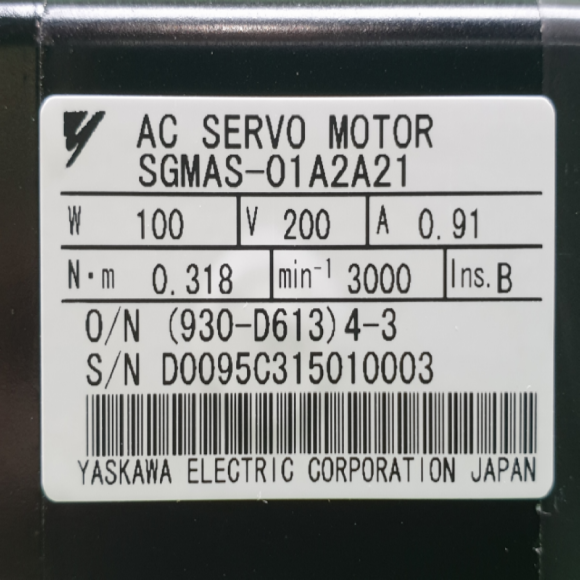 AC SERVO MOTOR
SGMAS-01A2A21
W 100 V 200 A 0.91
N·m 0.318 min⁻¹ 3000 Ins. B
O/N (930-D613)4-3
S/N D0095C315010003
YASKAWA ELECTRIC CORPORATION JAPAN